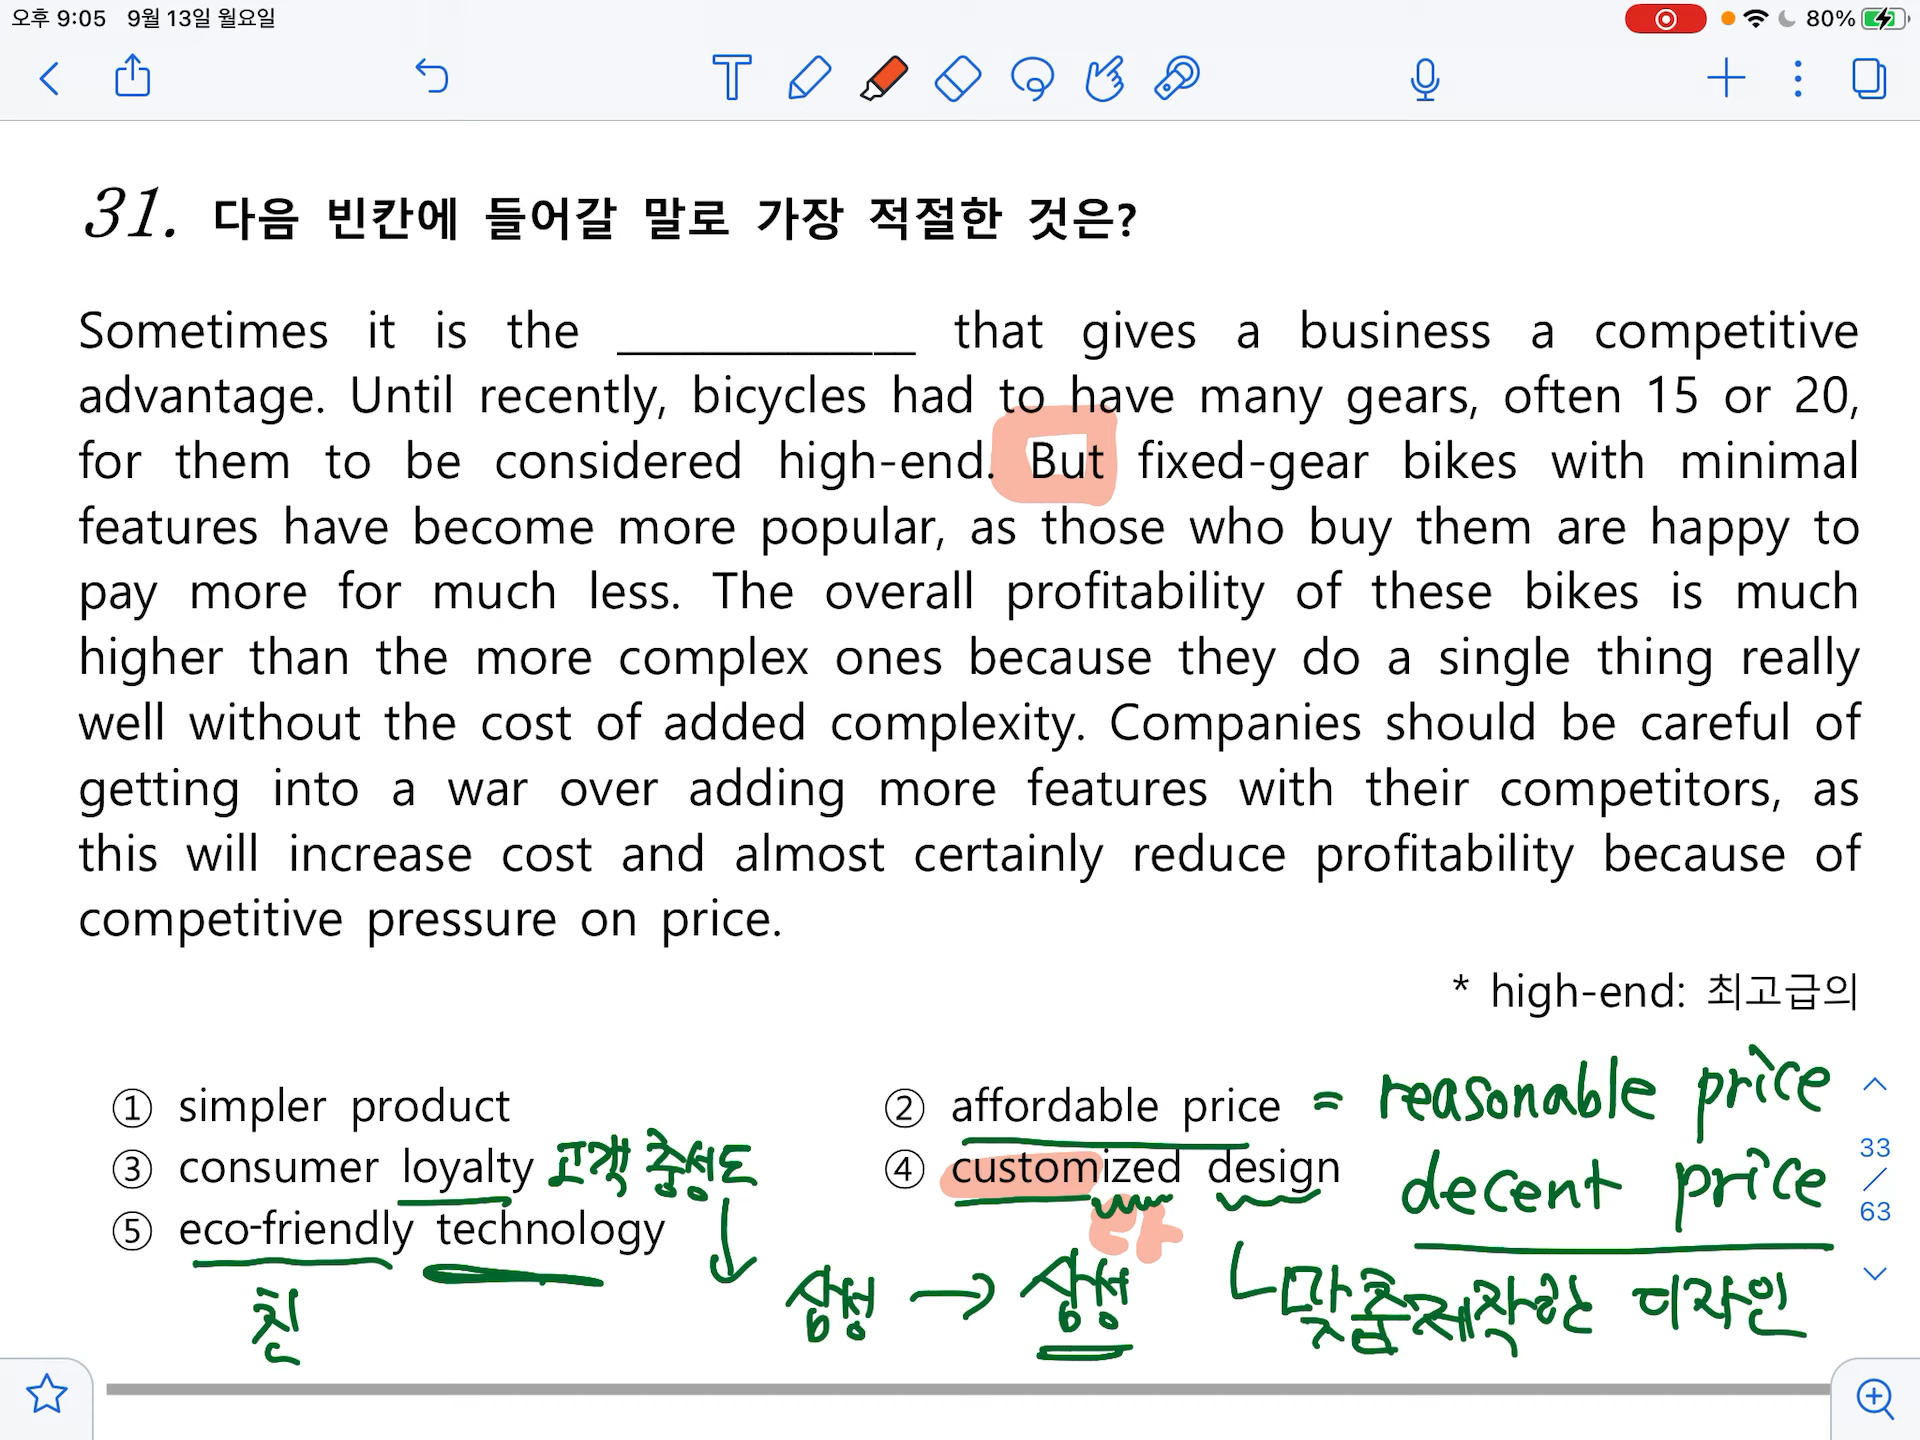 오후 9:05 9월 13일 월요일 80%
31. 다음 빈칸에 들어갈 말로 가장 적절한 것은?
Sometimes it is the ____________ that gives a business a competitive
advantage. Until recently, bicycles had to have many gears, often 15 or 20,
for them to be considered high-end. But fixed-gear bikes with minimal
features have become more popular, as those who buy them are happy to
pay more for much less. The overall profitability of these bikes is much
higher than the more complex ones because they do a single thing really
well without the cost of added complexity. Companies should be careful of
getting into a war over adding more features with their competitors, as
this will increase cost and almost certainly reduce profitability because of
competitive pressure on price.
* high-end: 최고급의
① simpler product ② affordable price = reasonable price
③ consumer loyalty 고객 충성도 ④ customized design decent price
⑤ eco-friendly technology
33
/
63
친 삼성 → 삼성 맞춤제작한 디자인